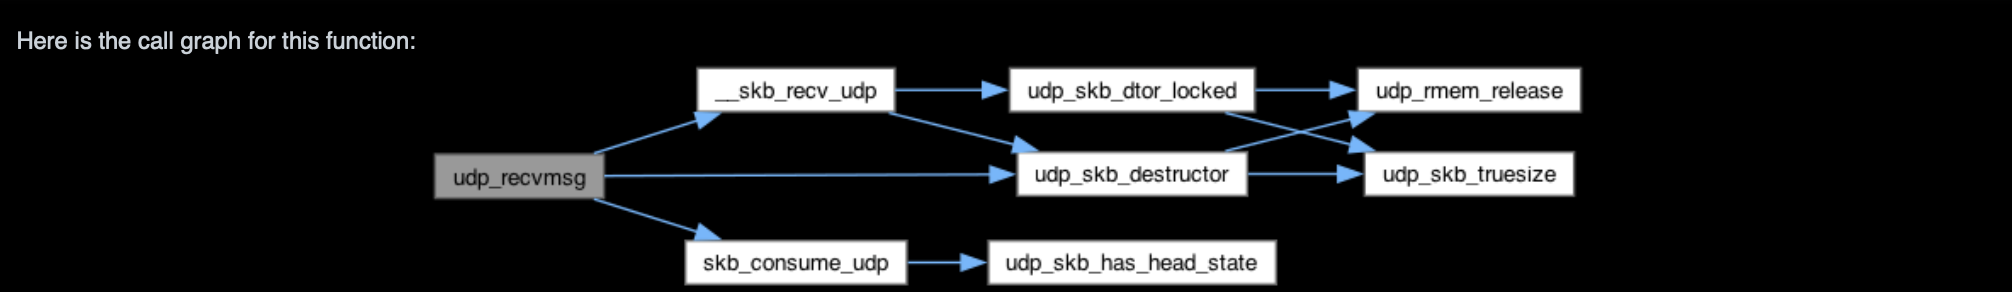 Here is the call graph for this function:
__skb_recv_udp
udp_skb_dtor_locked
udp_rmem_release
udp_recvmsg
udp_skb_destructor
udp_skb_truesize
skb_consume_udp
udp_skb_has_head_state